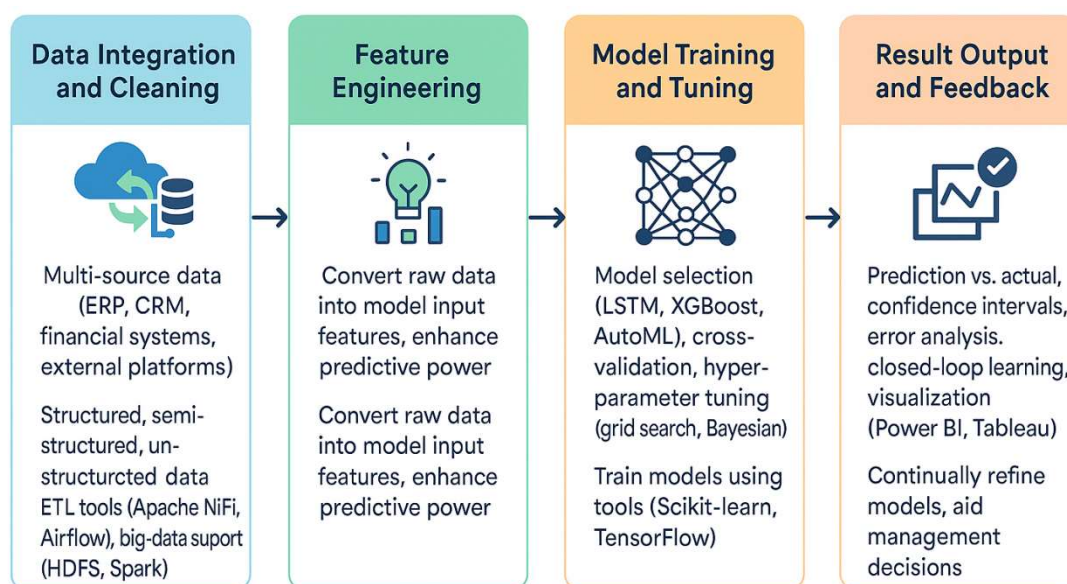 Data Integration
and Cleaning
Multi-source data
(ERP, CRM,
financial systems,
external platforms)
Structured, semi-
structured, un-
structurcted data
ETL tools (Apache NiFi,
Airflow), big-data suport
(HDFS, Spark)
Feature
Engineering
Convert raw data
into model input
features, enhance
predictive power
Convert raw data
into model input
features, enhance
predictive power
Model Training
and Tuning
Model selection
(LSTM, XGBoost,
AutoML), cross-
validation, hyper-
parameter tuning
(grid search, Bayesian)
Train models using
tools (Scikit-learn,
TensorFlow)
Result Output
and Feedback
Prediction vs. actual,
confidence intervals,
error analysis.
closed-loop learning,
visualization
(Power BI, Tableau)
Continually refine
models, aid
management
decisions